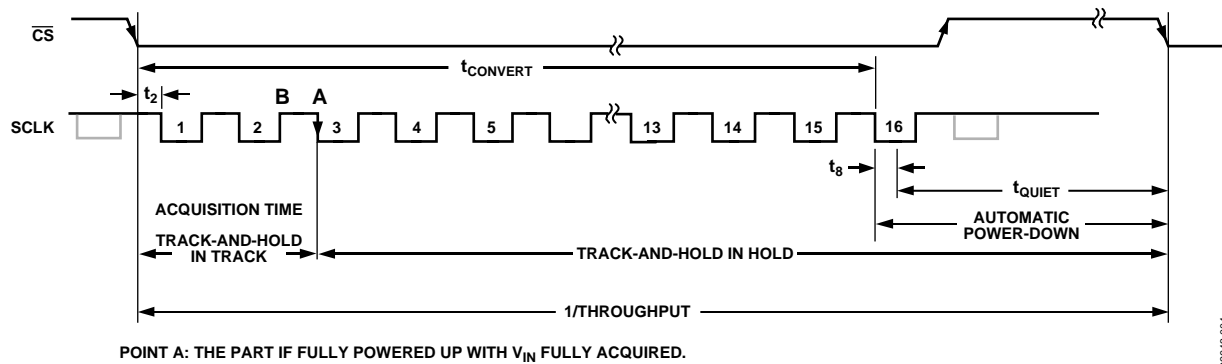 CS
tCONVERT
t2
B A
SCLK
1 2 3 4 5 13 14 15 16
t8
tQUIET
ACQUISITION TIME
AUTOMATIC
POWER-DOWN
TRACK-AND-HOLD
IN TRACK
TRACK-AND-HOLD IN HOLD
1/THROUGHPUT
POINT A: THE PART IF FULLY POWERED UP WITH VIN FULLY ACQUIRED.